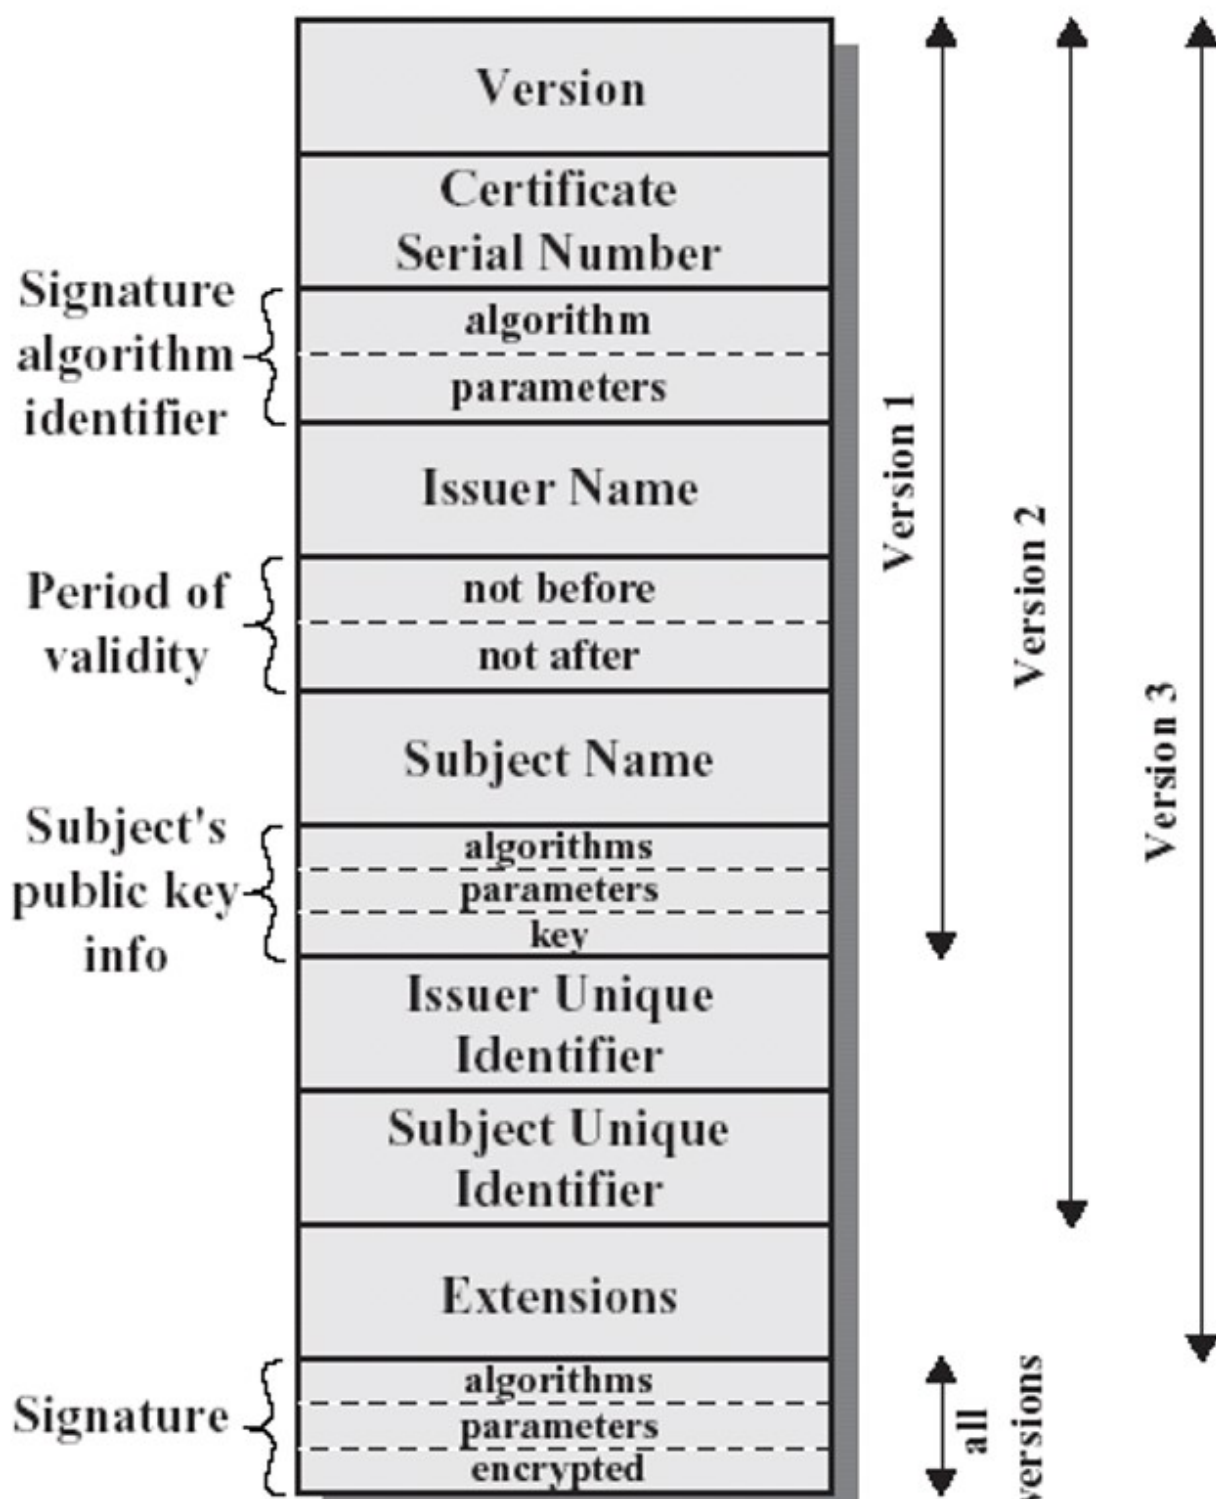 Version
Certificate
Serial Number
Signature
algorithm
identifier
algorithm
parameters
Issuer Name
Period of
validity
not before
not after
Subject Name
Subject's
public key
info
algorithms
parameters
key
Issuer Unique
Identifier
Subject Unique
Identifier
Extensions
Signature
algorithms
parameters
encrypted
Version 1
Version 2
Version 3
all
versions